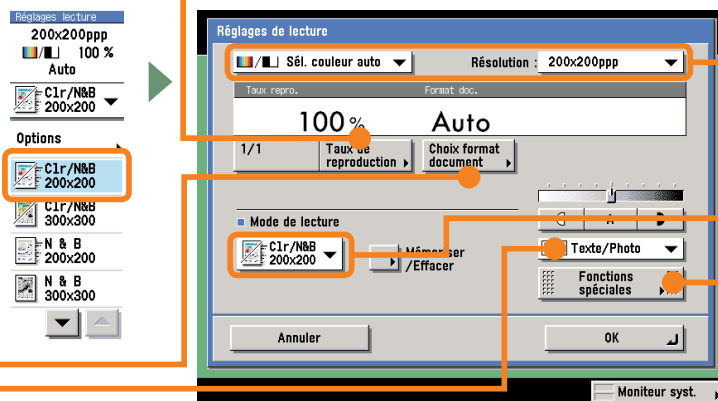 Réglages lecture
200x200ppp
100 %
Auto
Clr/N&B
200x200
Options
Clr/N&B
200x200
Clr/N&B
300x300
N & B
200x200
N & B
300x300
Réglages de lecture
Sél. couleur auto
Résolution : 200x200ppp
Taux repro.
Format doc.
100 %
Auto
1/1
Taux de
reproduction
Choix format
document
A
Mode de lecture
Clr/N&B
200x200
Mémoriser
/Effacer
Texte/Photo
Fonctions
spéciales
Annuler
OK
Moniteur syst.